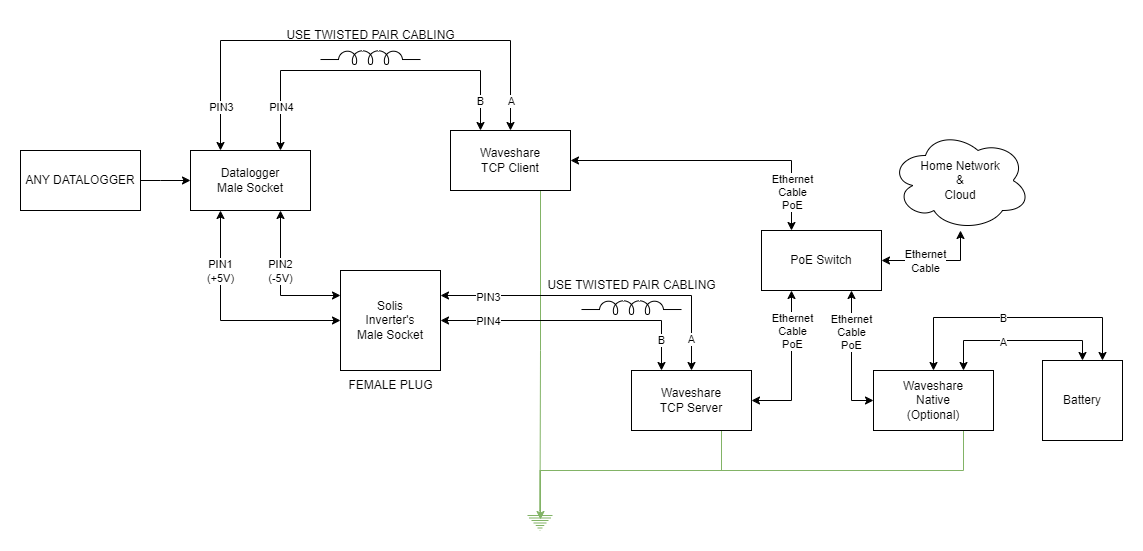 USE TWISTED PAIR CABLING
PIN3
PIN4
B
A
ANY DATALOGGER
Datalogger
Male Socket
Waveshare
TCP Client
Home Network
&
Cloud
Ethernet
Cable
PoE
PoE Switch
Ethernet
Cable
PIN1
(+5V)
PIN2
(-5V)
Solis
Inverter's
Male Socket
FEMALE PLUG
PIN3
PIN4
USE TWISTED PAIR CABLING
B
A
Ethernet
Cable
PoE
Ethernet
Cable
PoE
B
A
Waveshare
TCP Server
Waveshare
Native
(Optional)
Battery